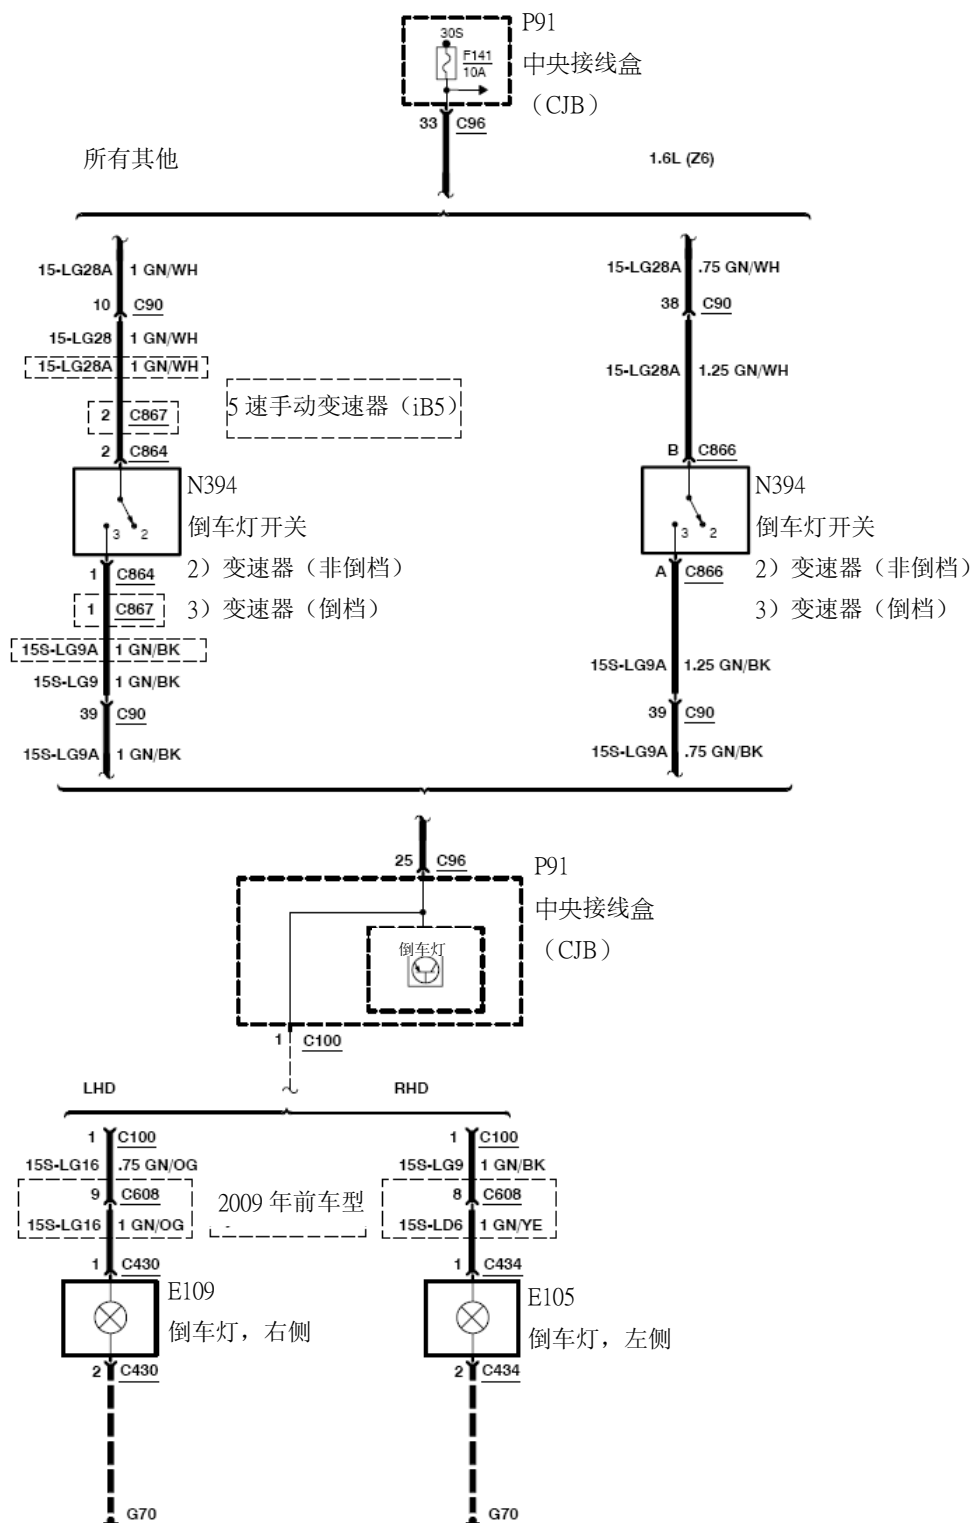 P91
30S
F141
10A
中央接线盒
（CJB）
33 C96
所有其他
1.6L (Z6)
15-LG28A 1 GN/WH
15-LG28A .75 GN/WH
10 C90
38 C90
15-LG28 1 GN/WH
15-LG28A 1 GN/WH
15-LG28A 1.25 GN/WH
5 速手动变速器（iB5）
2 C867
2 C864
B C866
N394
N394
倒车灯开关
倒车灯开关
3 2
3 2
1 C864
A C866
2）变速器（非倒档）
2）变速器（非倒档）
1 C867
3）变速器（倒档）
3）变速器（倒档）
15S-LG9A 1 GN/BK
15S-LG9A 1.25 GN/BK
15S-LG9 1 GN/BK
39 C90
39 C90
15S-LG9A 1 GN/BK
15S-LG9A .75 GN/BK
25 C96
P91
中央接线盒
（CJB）
倒车灯
1 C100
LHD
RHD
1 C100
1 C100
15S-LG16 .75 GN/OG
15S-LG9 1 GN/BK
9 C608
8 C608
2009 年前车型
15S-LG16 1 GN/OG
15S-LD6 1 GN/YE
1 C430
1 C434
E109
E105
倒车灯，右侧
倒车灯，左侧
2 C430
2 C434
G70
G70